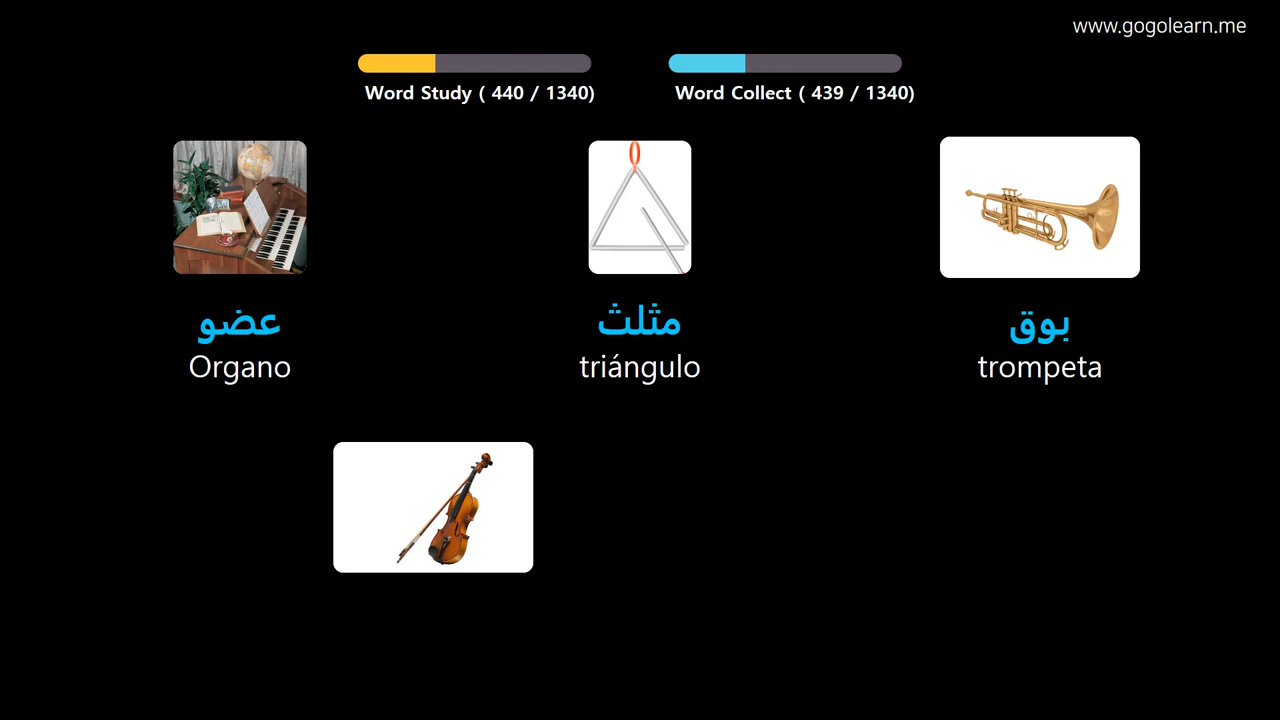 www.gogolearn.me
Word Study ( 440 / 1340)
Word Collect ( 439 / 1340)
عضو
Organo
مثلث
triángulo
بوق
trompeta